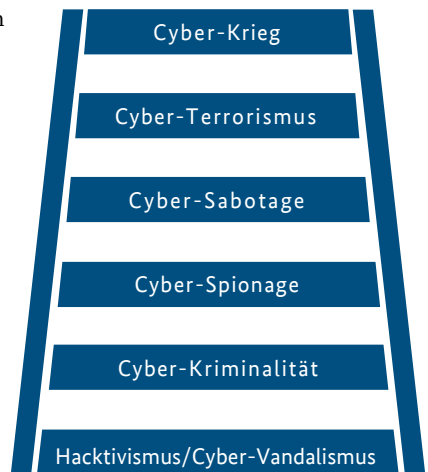 n
Cyber-Krieg
Cyber-Terrorismus
Cyber-Sabotage
Cyber-Spionage
Cyber-Kriminalität
Hacktivismus/Cyber-Vandalismus